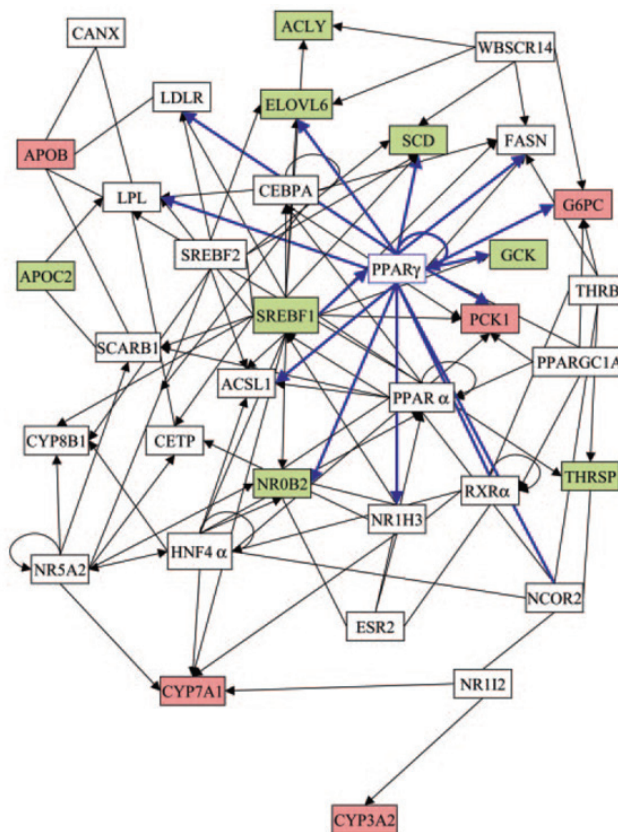 ACLY
CANX
WBSCR14
LDLR
ELOVL6
SCD
FASN
APOB
LPL
CEBPA
G6PC
SREBF2
PPARγ
GCK
APOC2
THRB
SREBF1
PCK1
SCARB1
PPARGC1A
ACSL1
PPAR α
CYP8B1
CETP
NR0B2
RXRα
THRSP
NR1H3
HNF4 α
NR5A2
NCOR2
ESR2
CYP7A1
NR1I2
CYP3A2